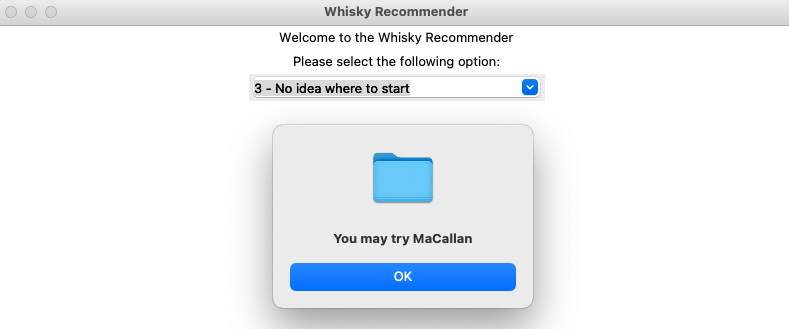 Whisky Recommender
Welcome to the Whisky Recommender
Please select the following option:
3 - No idea where to start
You may try MaCallan
OK